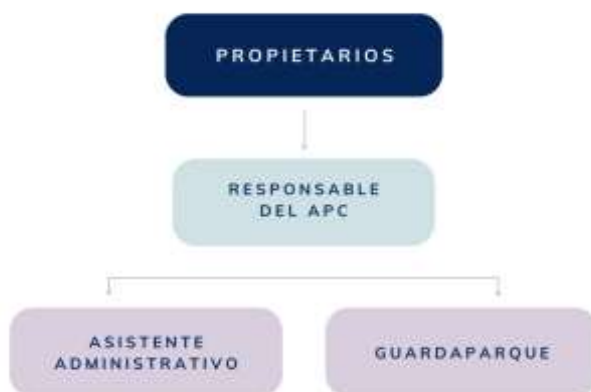 PROPIETARIOS
RESPONSABLE
DEL APC
ASISTENTE
ADMINISTRATIVO
GUARDAPARQUE